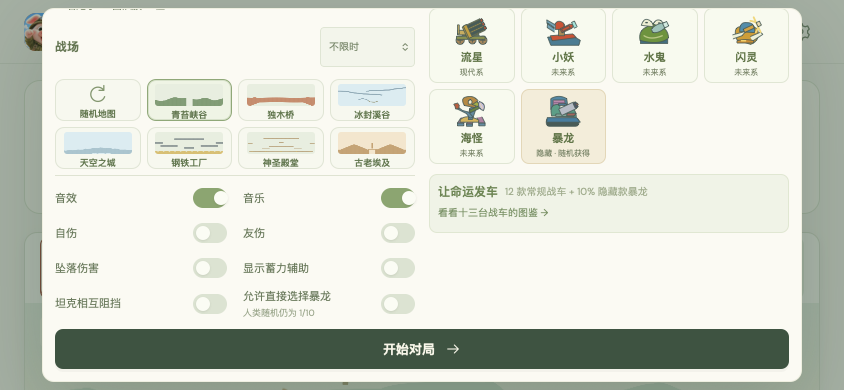 战场
不限时
随机地图
青苔峡谷
独木桥
冰封溪谷
天空之城
钢铁工厂
神圣殿堂
古老埃及
音效
音乐
自伤
友伤
坠落伤害
显示蓄力辅助
坦克相互阻挡
允许直接选择暴龙
人类随机仍为 1/10
流星
现代系
小妖
未来系
水鬼
未来系
闪灵
未来系
海怪
未来系
暴龙
隐藏 · 随机获得
让命运发车 12 款常规战车 + 10% 隐藏款暴龙
看看十三台战车的图鉴 →
开始对局 →